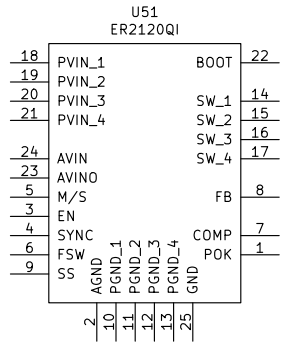 U51
ER2120QI
18 PVIN_1 BOOT 22
19 PVIN_2
20 PVIN_3 SW_1 14
21 PVIN_4 SW_2 15
SW_3 16
24 AVIN SW_4 17
23 AVINO
5 M/S FB 8
3 EN
4 SYNC COMP 7
6 FSW POK 1
9 SS
AGND PGND_1 PGND_2 PGND_3 PGND_4 GND
2 10 11 12 13 25